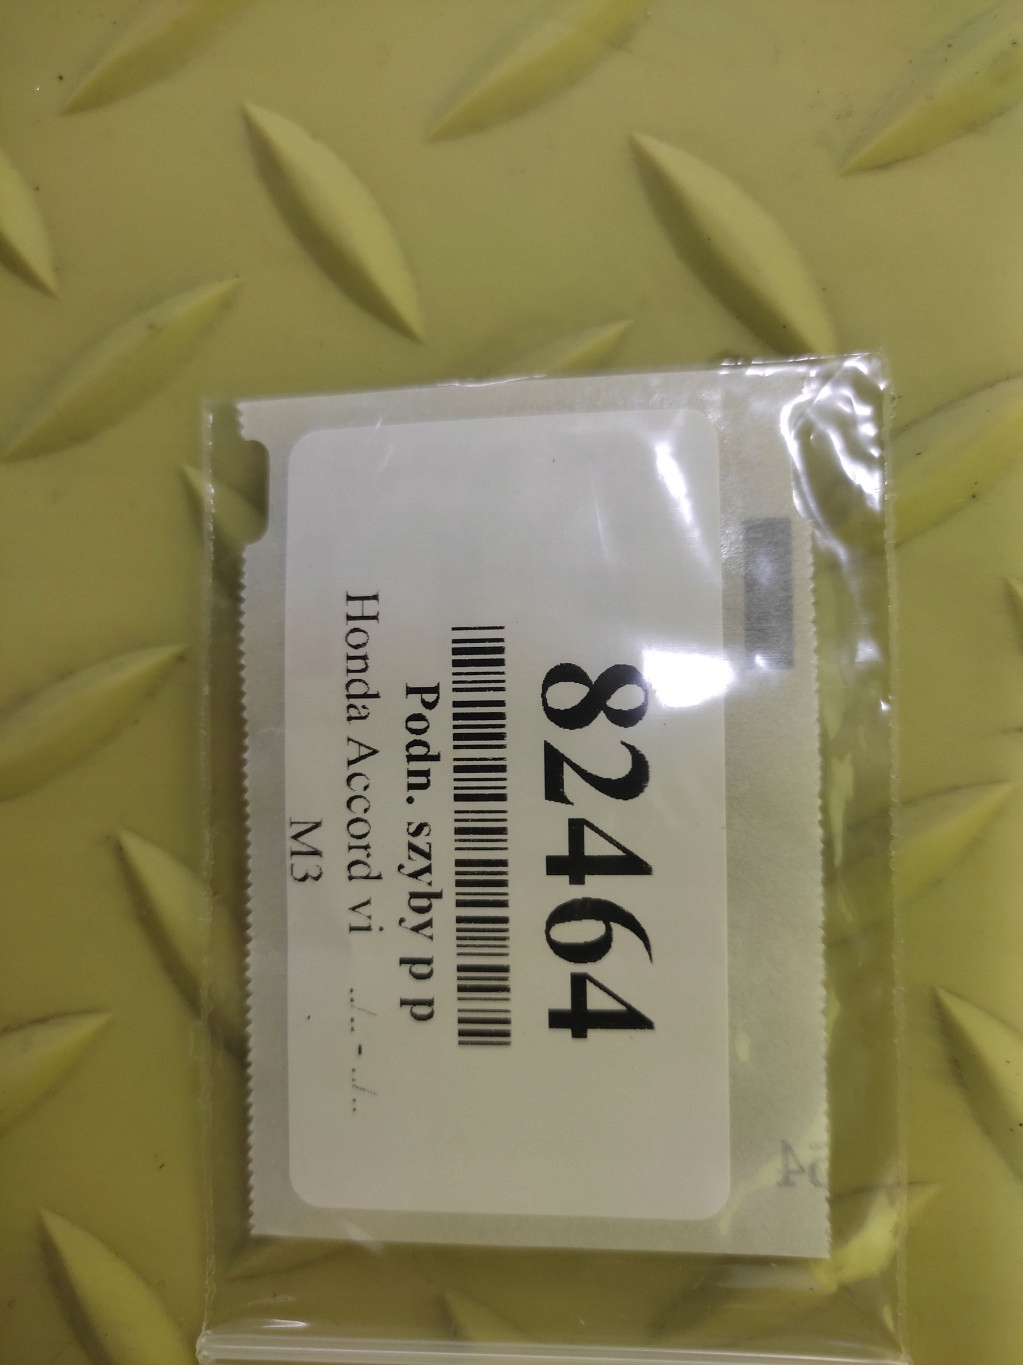 82464
Podn. szyby p p
Honda Accord vi ../.. - ../..
M3